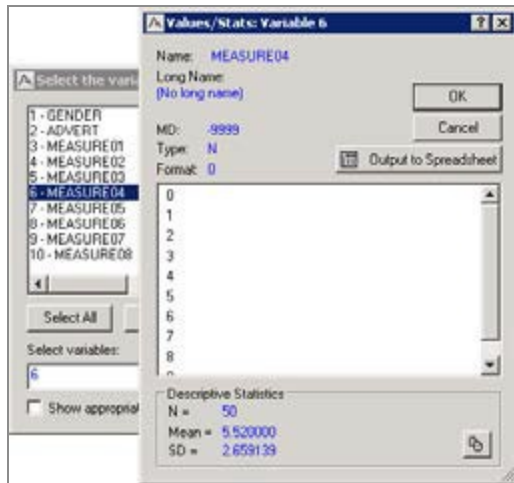 Select the vari
1 - GENDER
2 - ADVERT
3 - MEASURE01
4 - MEASURE02
5 - MEASURE03
6 - MEASURE04
7 - MEASURE05
8 - MEASURE06
9 - MEASURE07
10 - MEASURE08
Select All
Select variables:
6
Show appropria
Values/Stats: Variable 6
Name: MEASURE04
Long Name:
(No long name)
OK
Cancel
MD: -9999
Type: N
Output to Spreadsheet
Format: 0
0
1
2
3
4
5
6
7
8
Descriptive Statistics
N = 50
Mean = 5.520000
SD = 2.659139